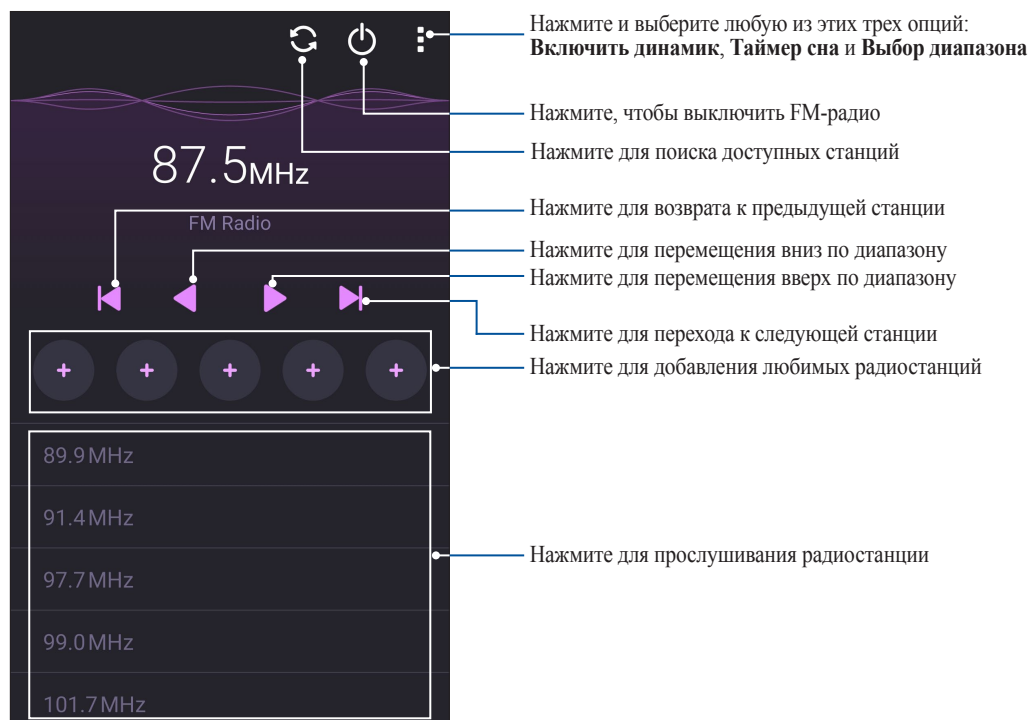 Нажмите и выберите любую из этих трех опций:
Включить динамик, Таймер сна и Выбор диапазона
Нажмите, чтобы выключить FM-радио
Нажмите для поиска доступных станций
87.5MHz
FM Radio
Нажмите для возврата к предыдущей станции
Нажмите для перемещения вниз по диапазону
Нажмите для перемещения вверх по диапазону
Нажмите для перехода к следующей станции
Нажмите для добавления любимых радиостанций
89.9MHz
91.4MHz
Нажмите для прослушивания радиостанции
97.7MHz
99.0MHz
101.7MHz